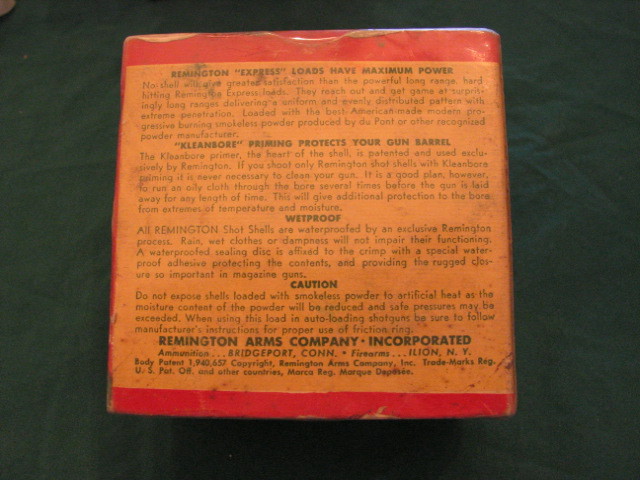 REMINGTON "EXPRESS" LOADS HAVE MAXIMUM POWER
No shell will give greater satisfaction than the powerful long range, hard-
hitting Remington Express loads. They reach out and get game at surpris-
ingly long ranges delivering a uniform and evenly distributed pattern with
extreme penetration. Loaded with the best American-made modern pro-
gressive burning smokeless powder produced by du Pont or other recognized
powder manufacturer.
"KLEANBORE" PRIMING PROTECTS YOUR GUN BARREL
The Kleanbore primer, the heart of the shell, is patented and used exclu-
sively by Remington. If you shoot only Remington shot shells with Kleanbore
priming it is never necessary to clean your gun. It is a good plan, however,
to run an oily cloth through the bore several times before the gun is laid
away for any length of time. This will give additional protection to the bore
from extremes of temperature and moisture.
WETPROOF
All REMINGTON Shot Shells are waterproofed by an exclusive Remington
process. Rain, wet clothes or dampness will not impair their functioning.
A waterproofed sealing disc is affixed to the crimp with a special water-
proof adhesive protecting the contents, and providing the rugged clos-
ure so important in magazine guns.
CAUTION
Do not expose shells loaded with smokeless powder to artificial heat as the
moisture content of the powder will be reduced and safe pressures may be
exceeded. When using this load in auto-loading shotguns be sure to follow
manufacturer's instructions for proper use of friction ring.
REMINGTON ARMS COMPANY · INCORPORATED
Ammunition...BRIDGEPORT, CONN. • Firearms...ILION, N. Y.
Body Patent 1,940,657 Copyright, Remington Arms Company, Inc. Trade-Marks Reg.
U. S. Pat. Off. and other countries, Marca Reg. Marque Deposée.